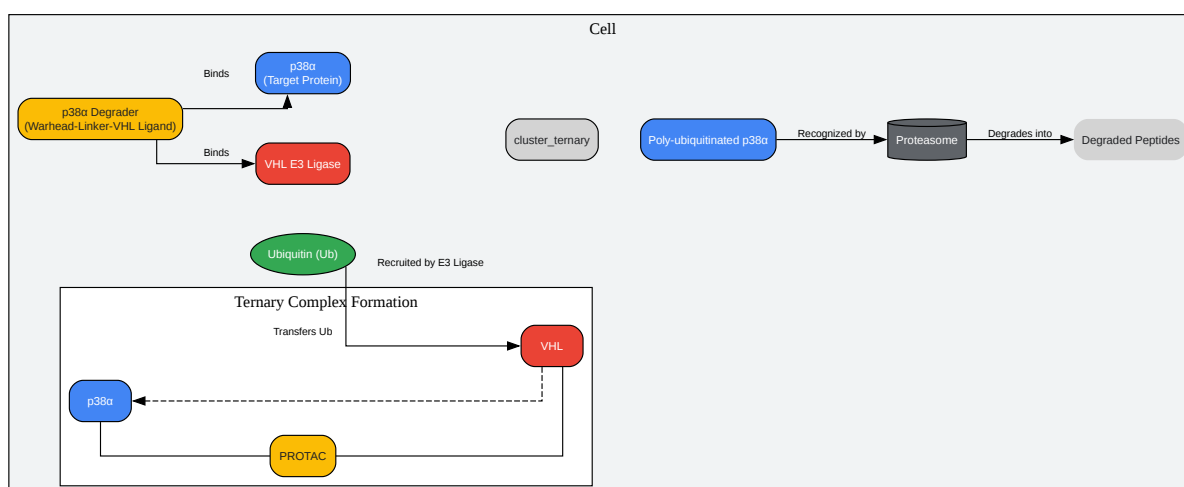 Cell
p38α
(Target Protein)
Binds
p38α Degrader
(Warhead-Linker-VHL Ligand)
Binds
VHL E3 Ligase
cluster_ternary
Poly-ubiquitinated p38α
Recognized by
Proteasome
Degrades into
Degraded Peptides
Ubiquitin (Ub)
Recruited by E3 Ligase
Ternary Complex Formation
Transfers Ub
VHL
p38α
PROTAC